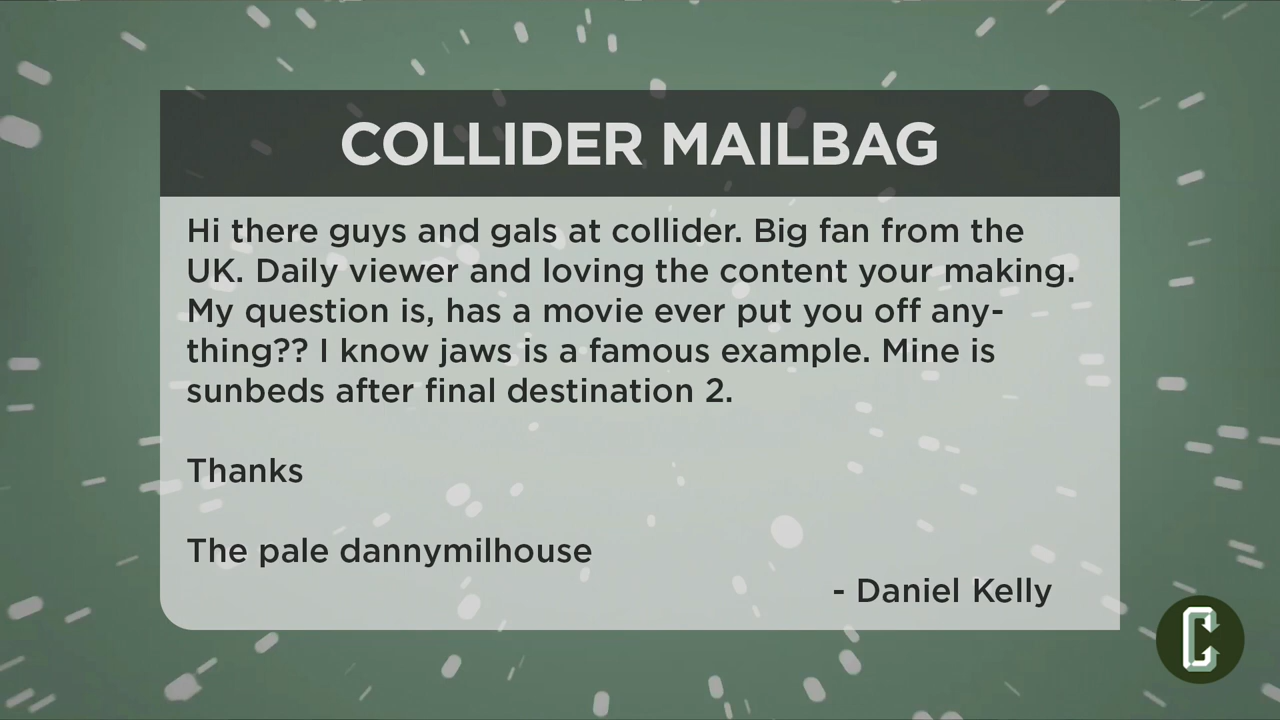 COLLIDER MAILBAG
Hi there guys and gals at collider. Big fan from the
UK. Daily viewer and loving the content your making.
My question is, has a movie ever put you off any-
thing?? I know jaws is a famous example. Mine is
sunbeds after final destination 2.
Thanks
The pale dannymilhouse
- Daniel Kelly
C